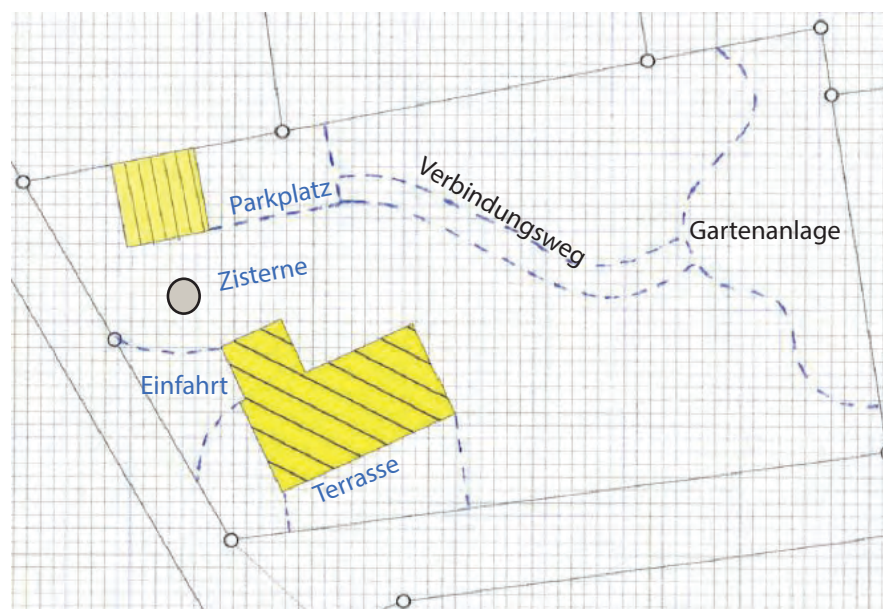 Parkplatz
Verbindungsweg
Gartenanlage
Zisterne
Einfahrt
Terrasse